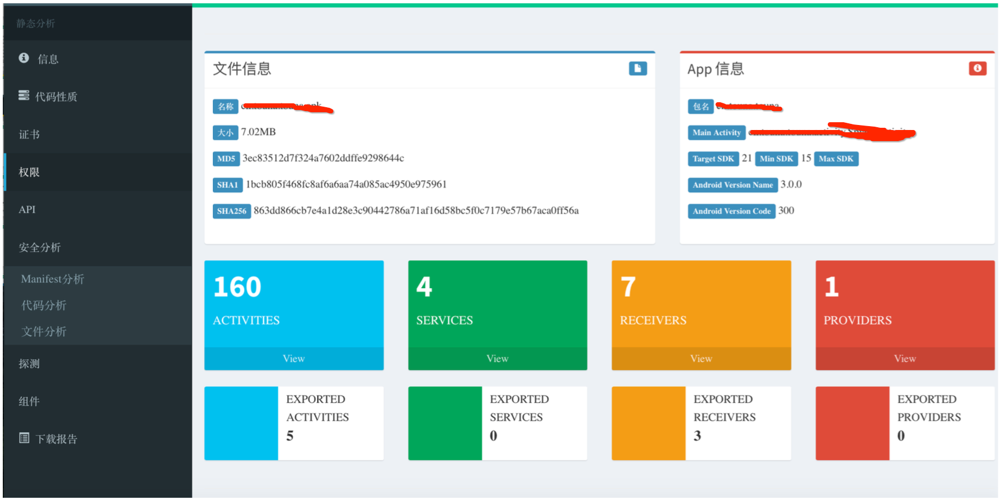 静态分析
信息
代码性质
证书
权限
API
安全分析
Manifest分析
代码分析
文件分析
探测
组件
下载报告
文件信息
名称
大小 7.02MB
MD5 3ec83512d7f324a7602ddffe9298644c
SHA1 1bcb805f468fc8af6a6aa74a085ac4950e975961
SHA256 863dd866cb7e4a1d28e3c90442786a71af16d58bc5f0c7179e57b67aca0ff56a
App 信息
包名
Main Activity
Target SDK 21 Min SDK 15 Max SDK
Android Version Name 3.0.0
Android Version Code 300
160
ACTIVITIES
View
4
SERVICES
View
7
RECEIVERS
View
1
PROVIDERS
View
EXPORTED
ACTIVITIES
5
EXPORTED
SERVICES
0
EXPORTED
RECEIVERS
3
EXPORTED
PROVIDERS
0